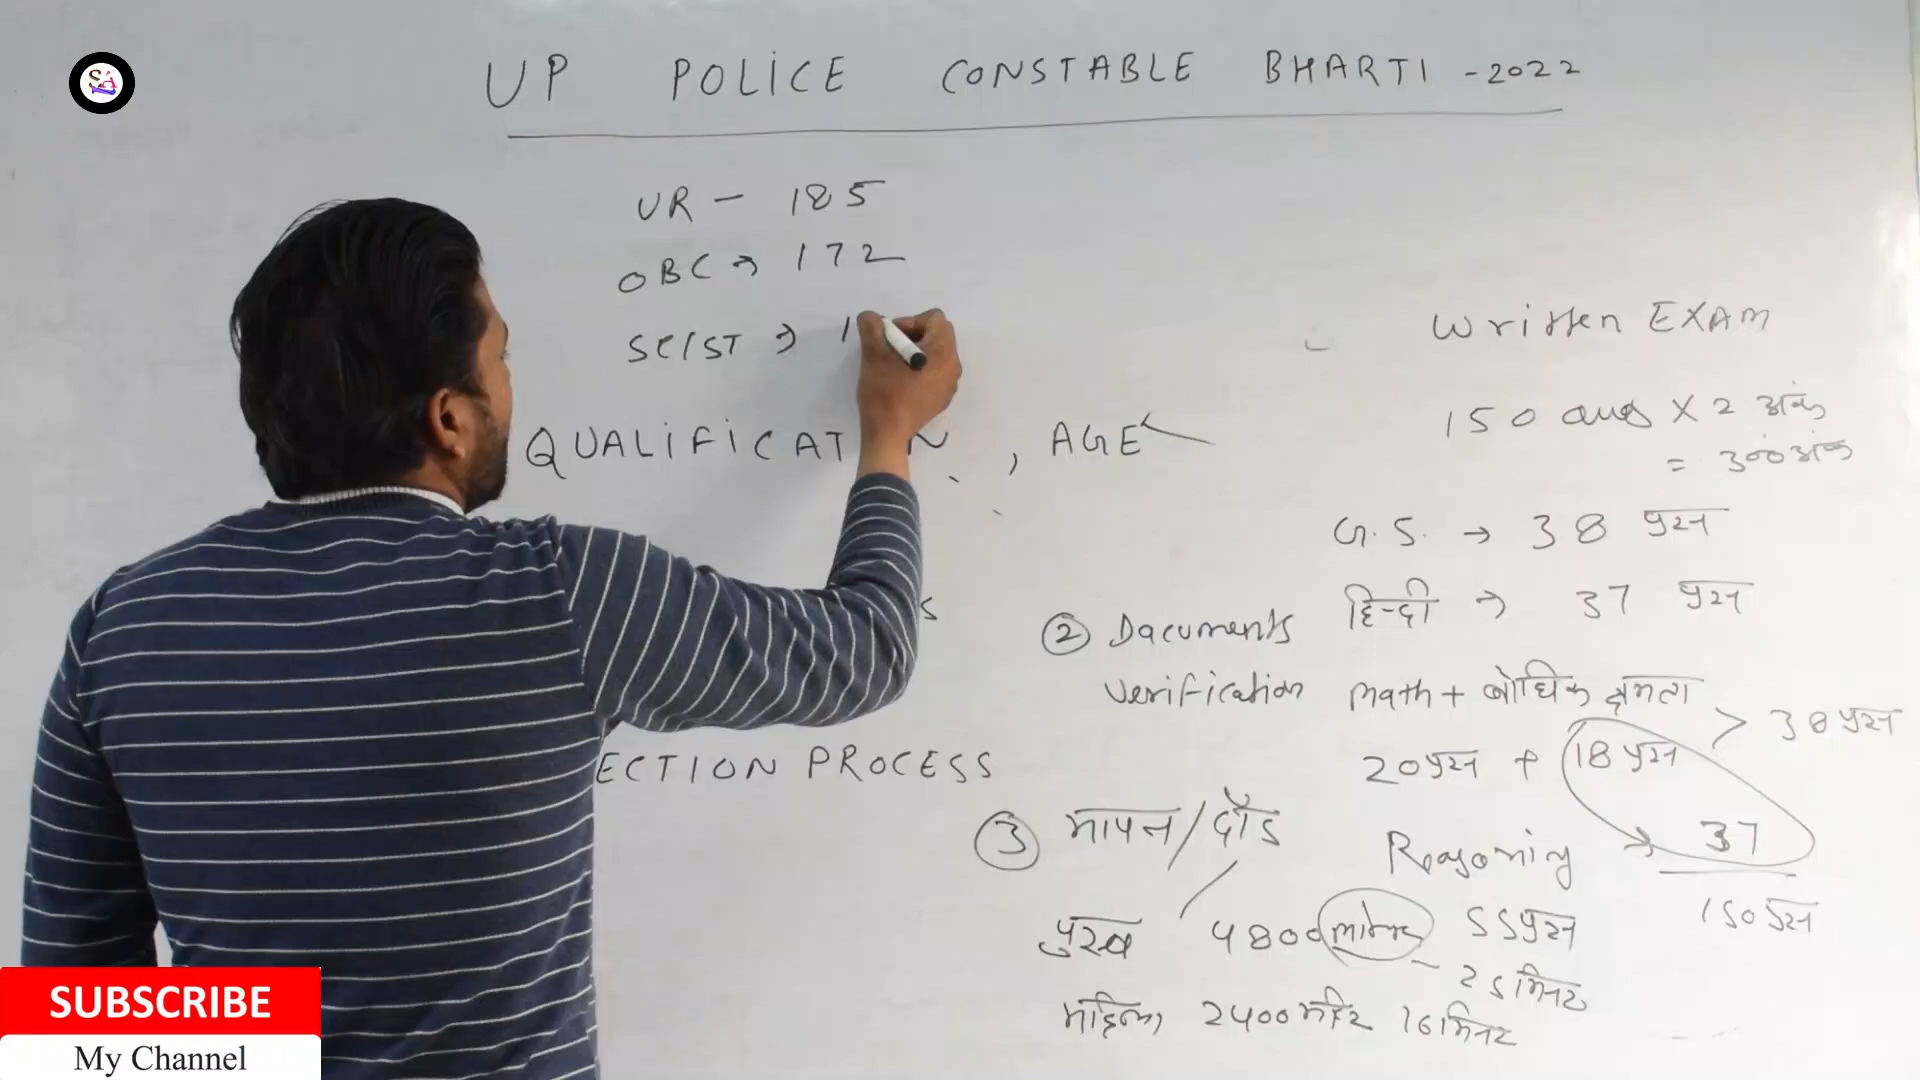 UP POLICE CONSTABLE BHARTI - 2022
UR - 185
OBC → 172
SC/ST → 1
QUALIFICAT N, AGE
ECTION PROCESS
② Dacuments
Verification
③ मापन/दौड
पुरुष 4800 मीटर - 25 मिनट
महिला 2400 मीटर 16 मिनट
Written EXAM
150 × 2 अंक
= 300 अंक
G.S. → 38 प्रश्न
हिन्दी → 37 प्रश्न
math + बौधिक क्षमता
20 प्रश्न + 18 प्रश्न > 38 प्रश्न
Reasoning → 37
150 प्रश्न
SUBSCRIBE
My Channel